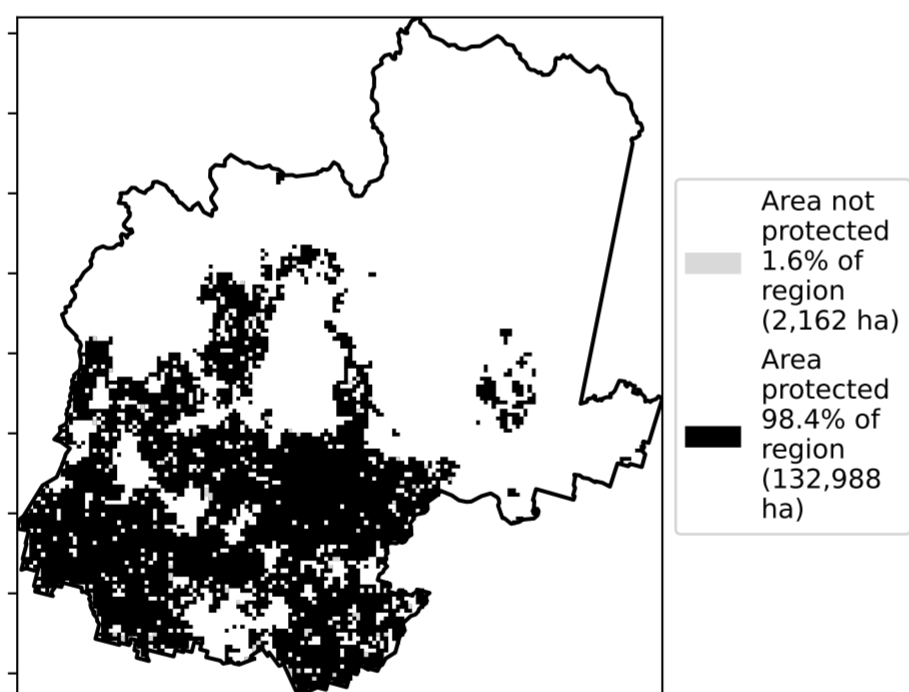 Area not
protected
1.6% of
region
(2,162 ha)
Area
protected
98.4% of
region
(132,988
ha)